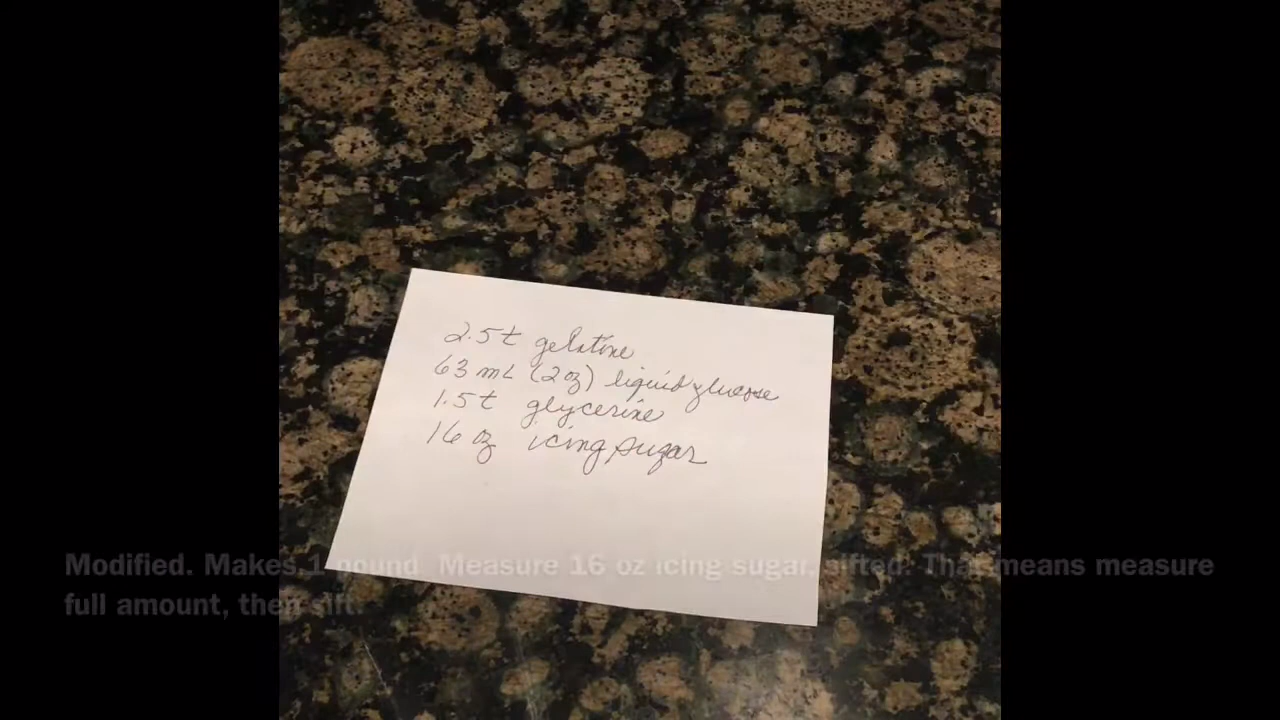 2.5t gelatine
63 mL (2oz) liquid glucose
1.5t glycerine
16 oz icing sugar
Modified. Makes 1 pound. Measure 16 oz icing sugar, sifted. That means measure
full amount, then sift.